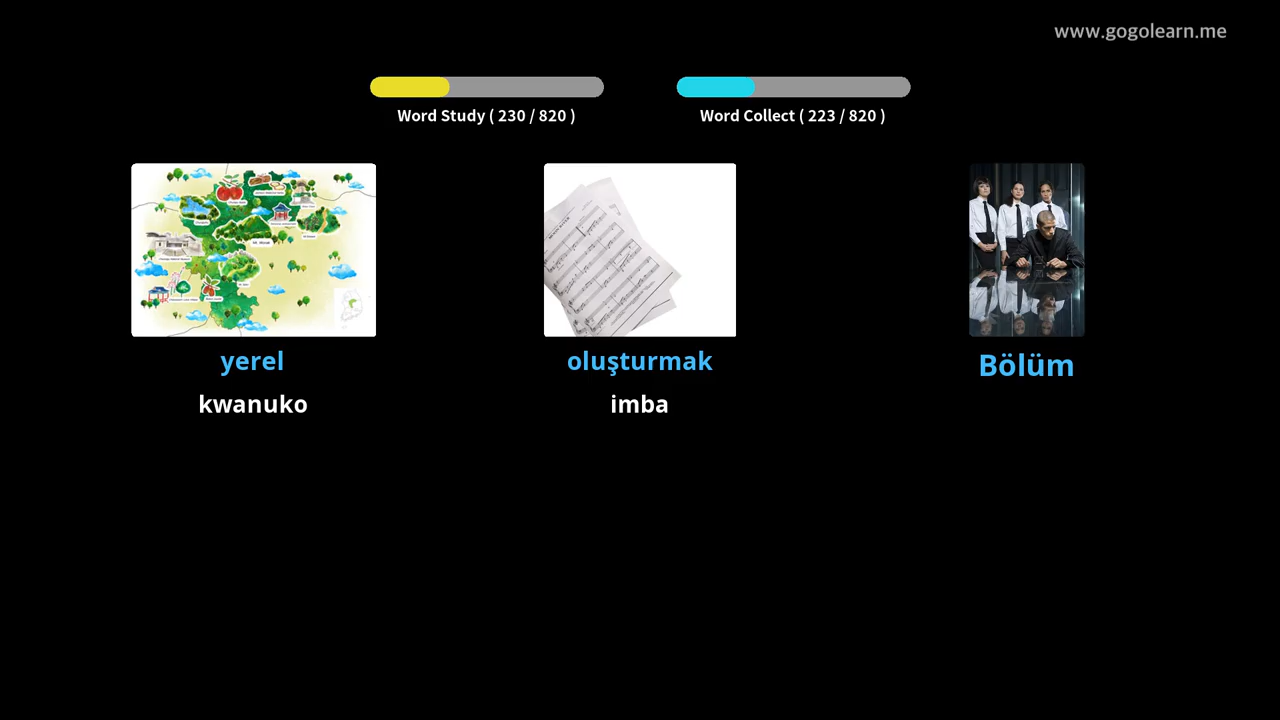 www.gogolearn.me
Word Study ( 230 / 820 )
Word Collect ( 223 / 820 )
yerel
oluşturmak
Bölüm
kwanuko
imba